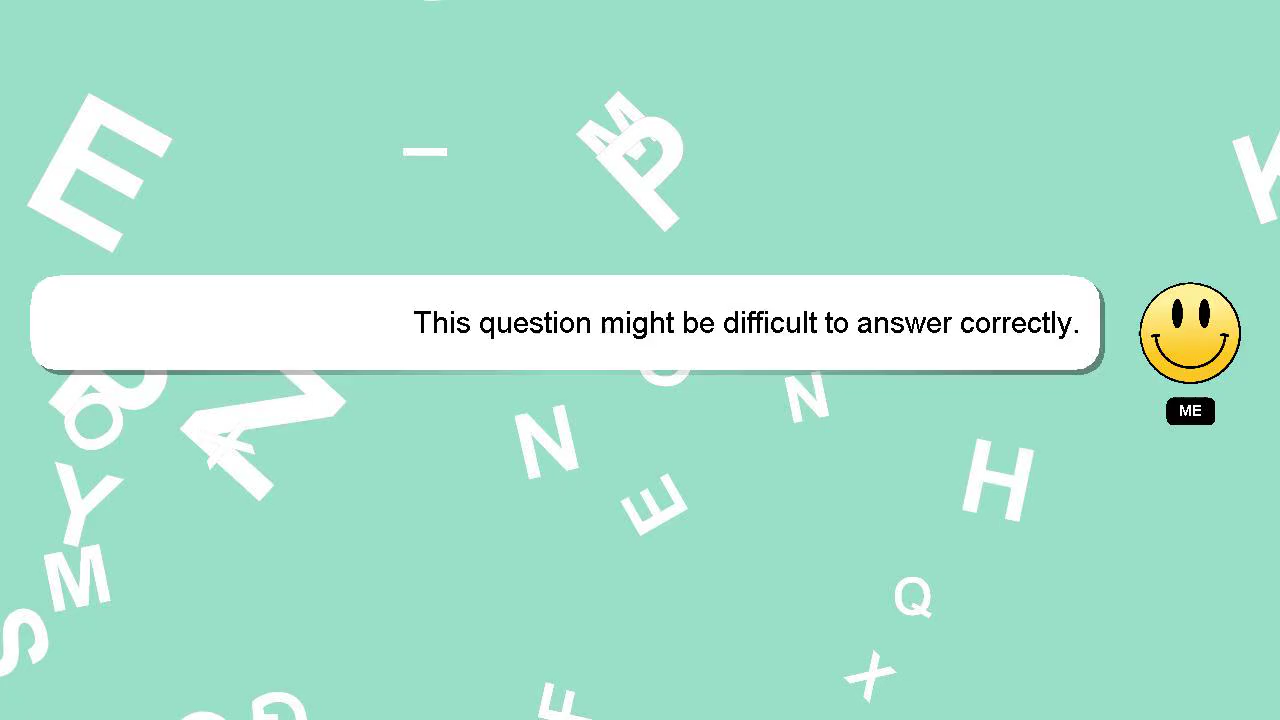 This question might be difficult to answer correctly.
ME
E
M
P
K
N
N
N
E
H
Y
M
S
Q
X
F
G